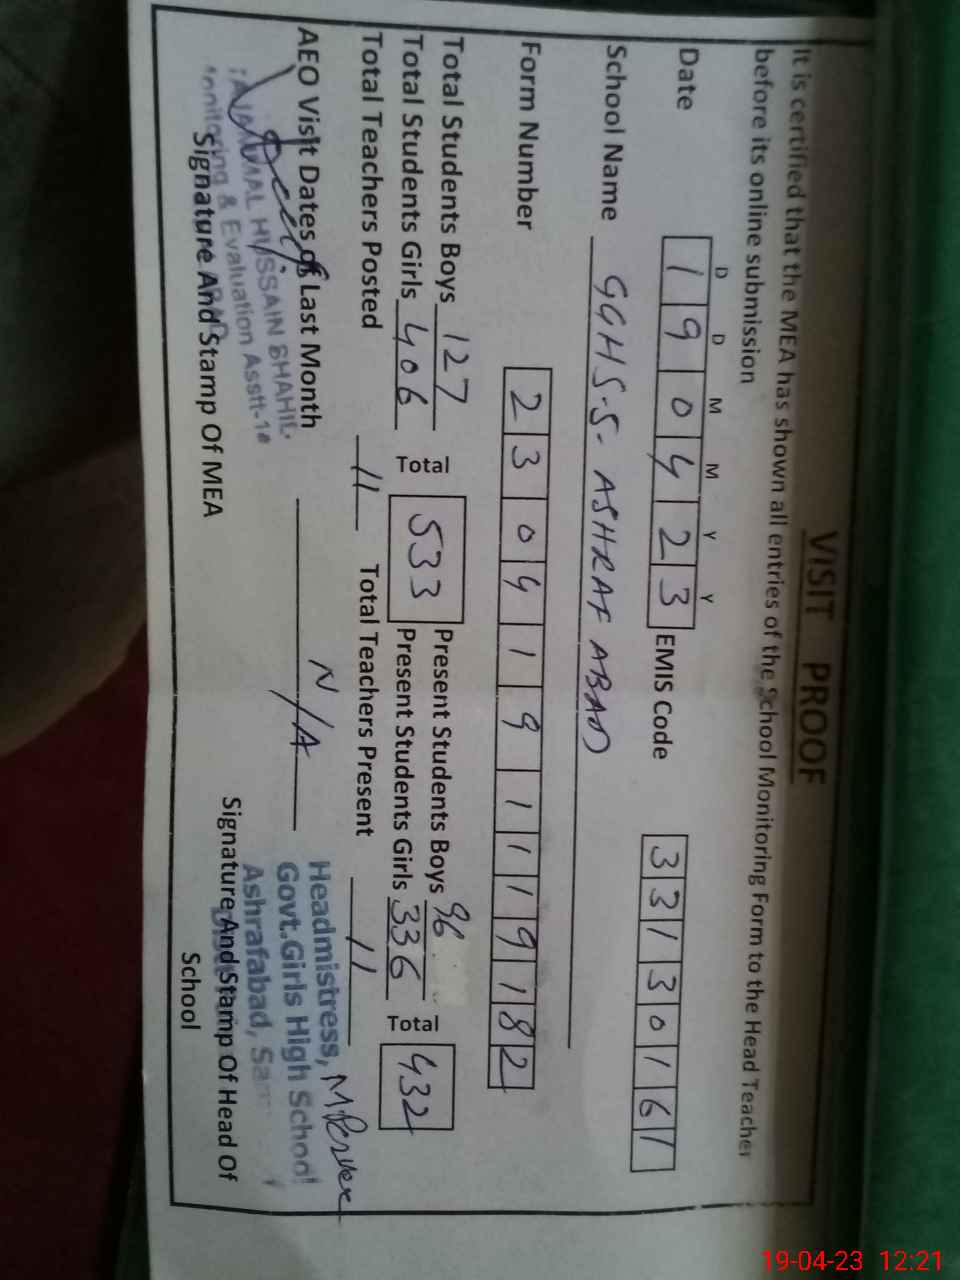 VISIT PROOF
It is certified that the MEA has shown all entries of the School Monitoring Form to the Head Teacher
before its online submission
D D M M Y Y
Date 1 9 0 4 2 3 EMIS Code 3 3 1 3 0 1 6 1
School Name GGHS.S. ASHRAF ABAD
Form Number 2 3 0 4 1 9 1 1 1 9 1 8 2
Total Students Boys 127 Present Students Boys 96
Total Students Girls 406 Total 533 Present Students Girls 336 Total 432
Total Teachers Posted 11 Total Teachers Present 11
AEO Visit Dates of Last Month N/A
HUSSAIN
Monitoring & Evaluation Asstt-1
Signature And Stamp Of MEA
Headmistress,
Govt.Girls High School
Ashrafabad,
Signature And Stamp Of Head Of
School
19-04-23 12:21